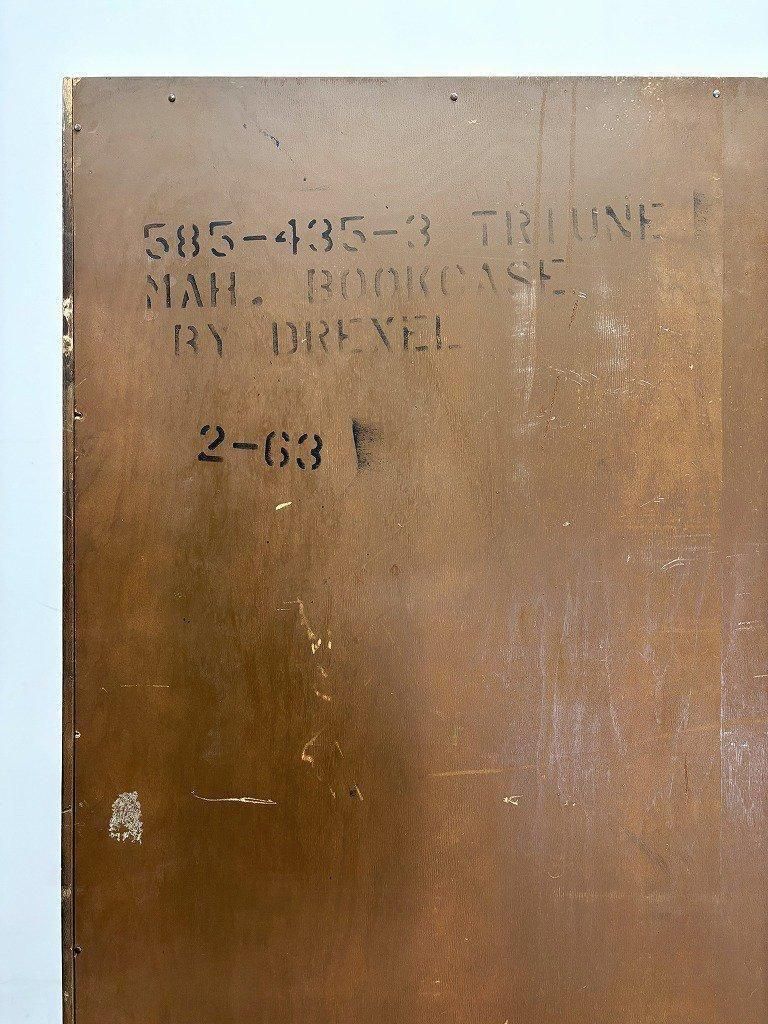 585-435-3 TRIUNE
MAH. BOOKCASE
BY DREXEL
2-63